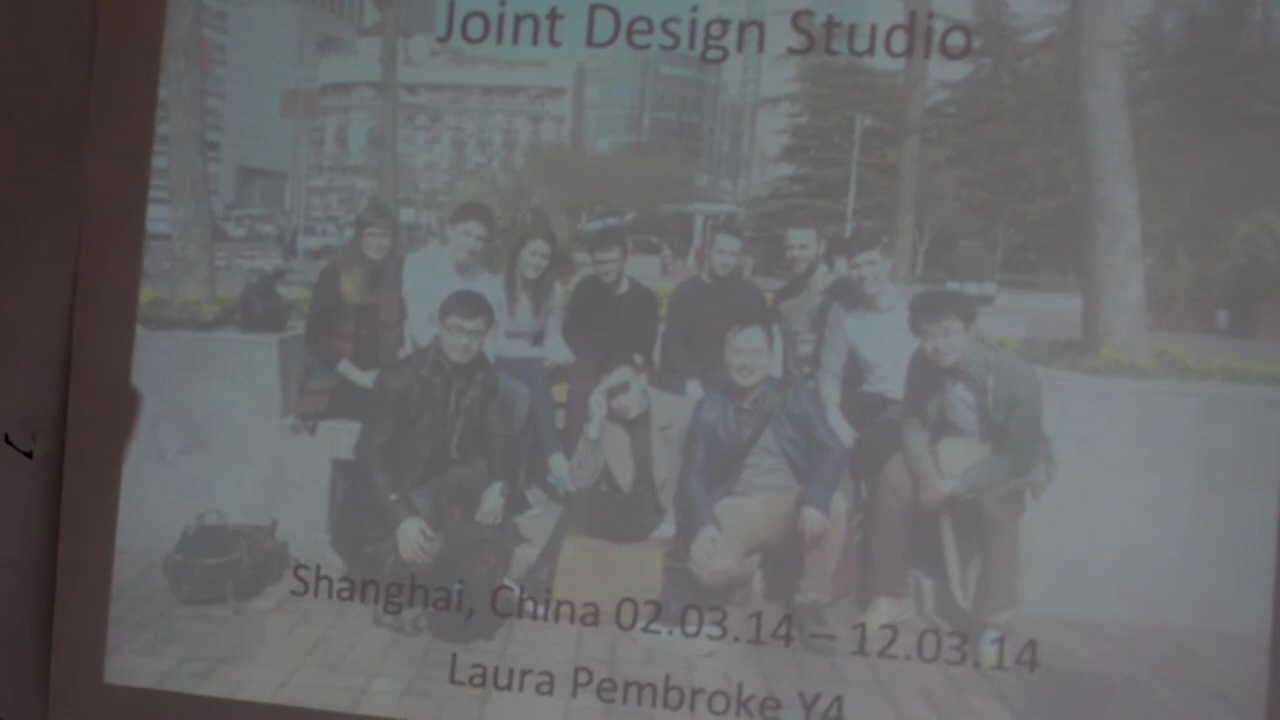 Joint Design Studio
Shanghai, China 02.03.14 – 12.03.14
Laura Pembroke Y4